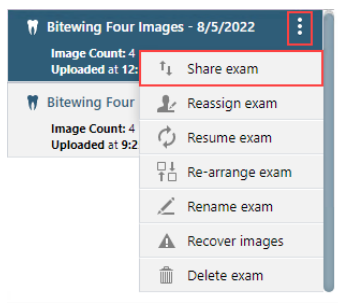 Bitewing Four Images - 8/5/2022
Image Count: 4
Uploaded at 12:
Share exam
Bitewing Four
Reassign exam
Image Count: 4
Uploaded at 9:2
Resume exam
Re-arrange exam
Rename exam
Recover images
Delete exam